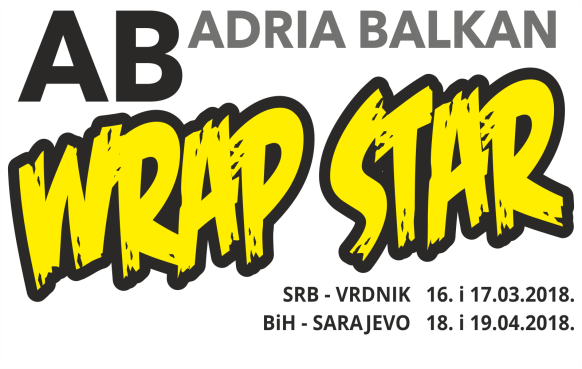 AB ADRIA BALKAN
WRAP STAR
SRB - VRDNIK 16. i 17.03.2018.
BiH - SARAJEVO 18. i 19.04.2018.